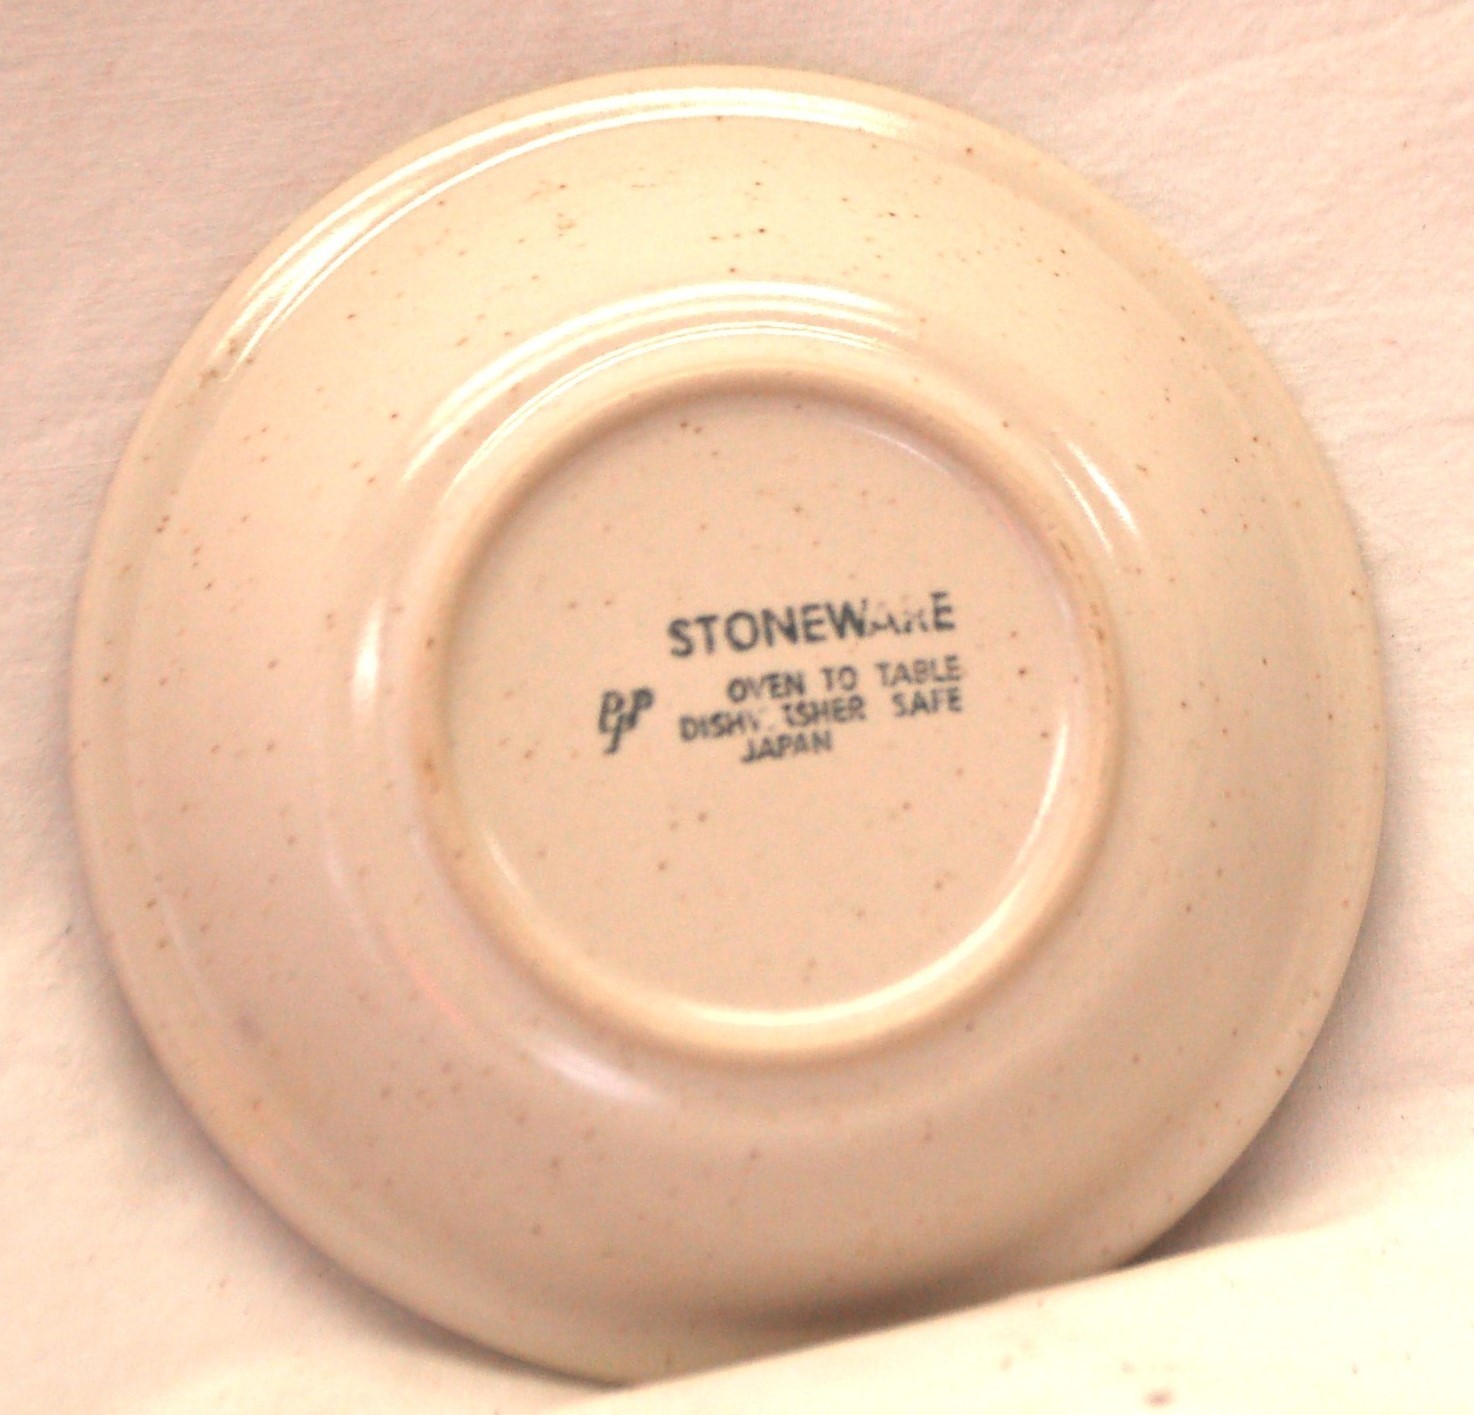 STONEWARE
OVEN TO TABLE
DISHWASHER SAFE
JAPAN